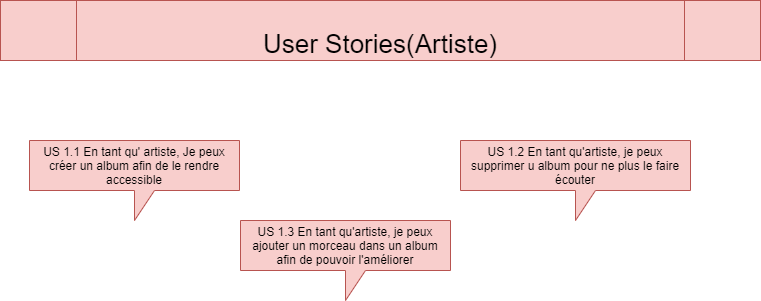 User Stories(Artiste)
US 1.1 En tant qu' artiste, Je peux
créer un album afin de le rendre
accessible
US 1.2 En tant qu'artiste, je peux
supprimer u album pour ne plus le faire
écouter
US 1.3 En tant qu'artiste, je peux
ajouter un morceau dans un album
afin de pouvoir l'améliorer